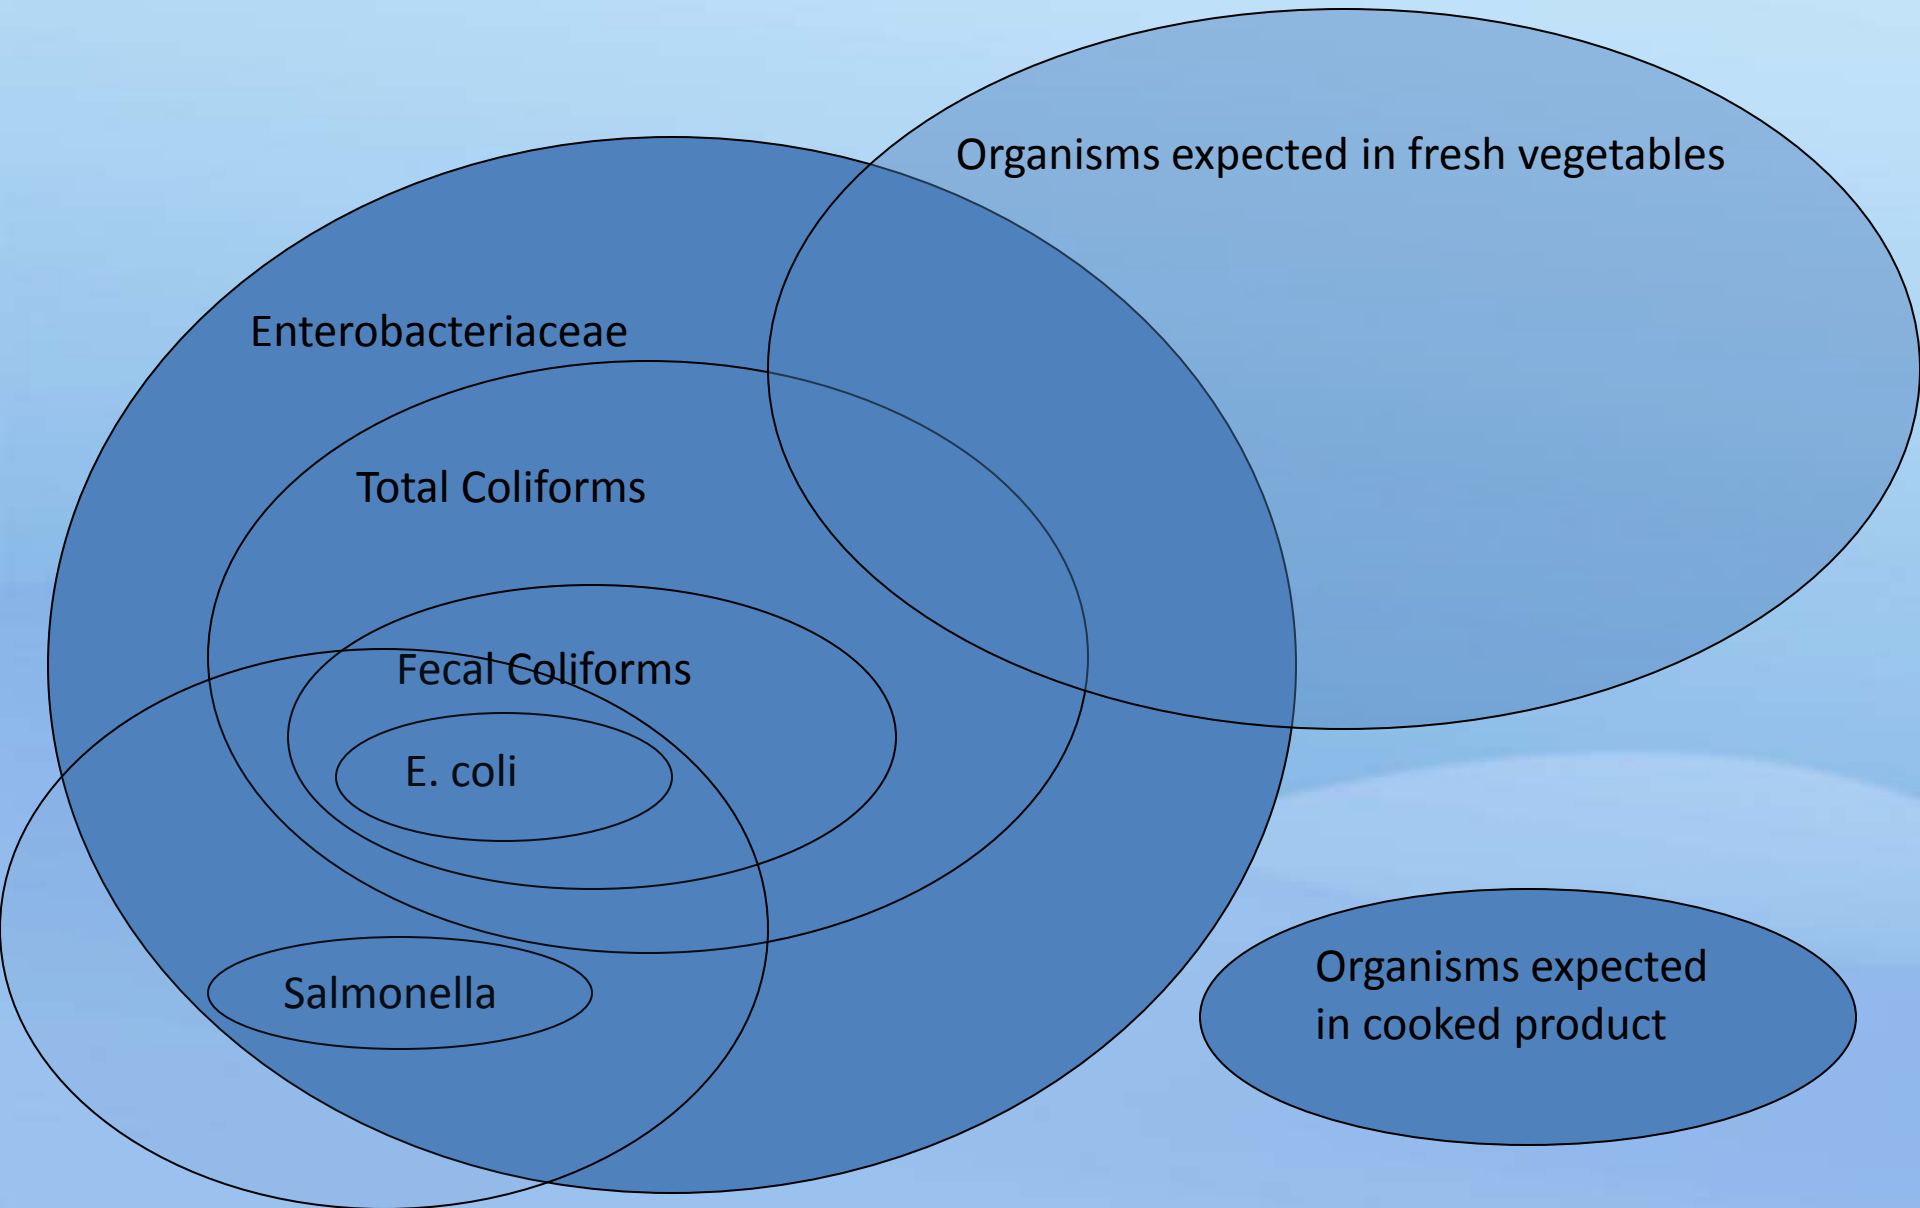 Organisms expected in fresh vegetables
Enterobacteriaceae
Total Coliforms
Fecal Coliforms
E. coli
Salmonella
Organisms expected
in cooked product